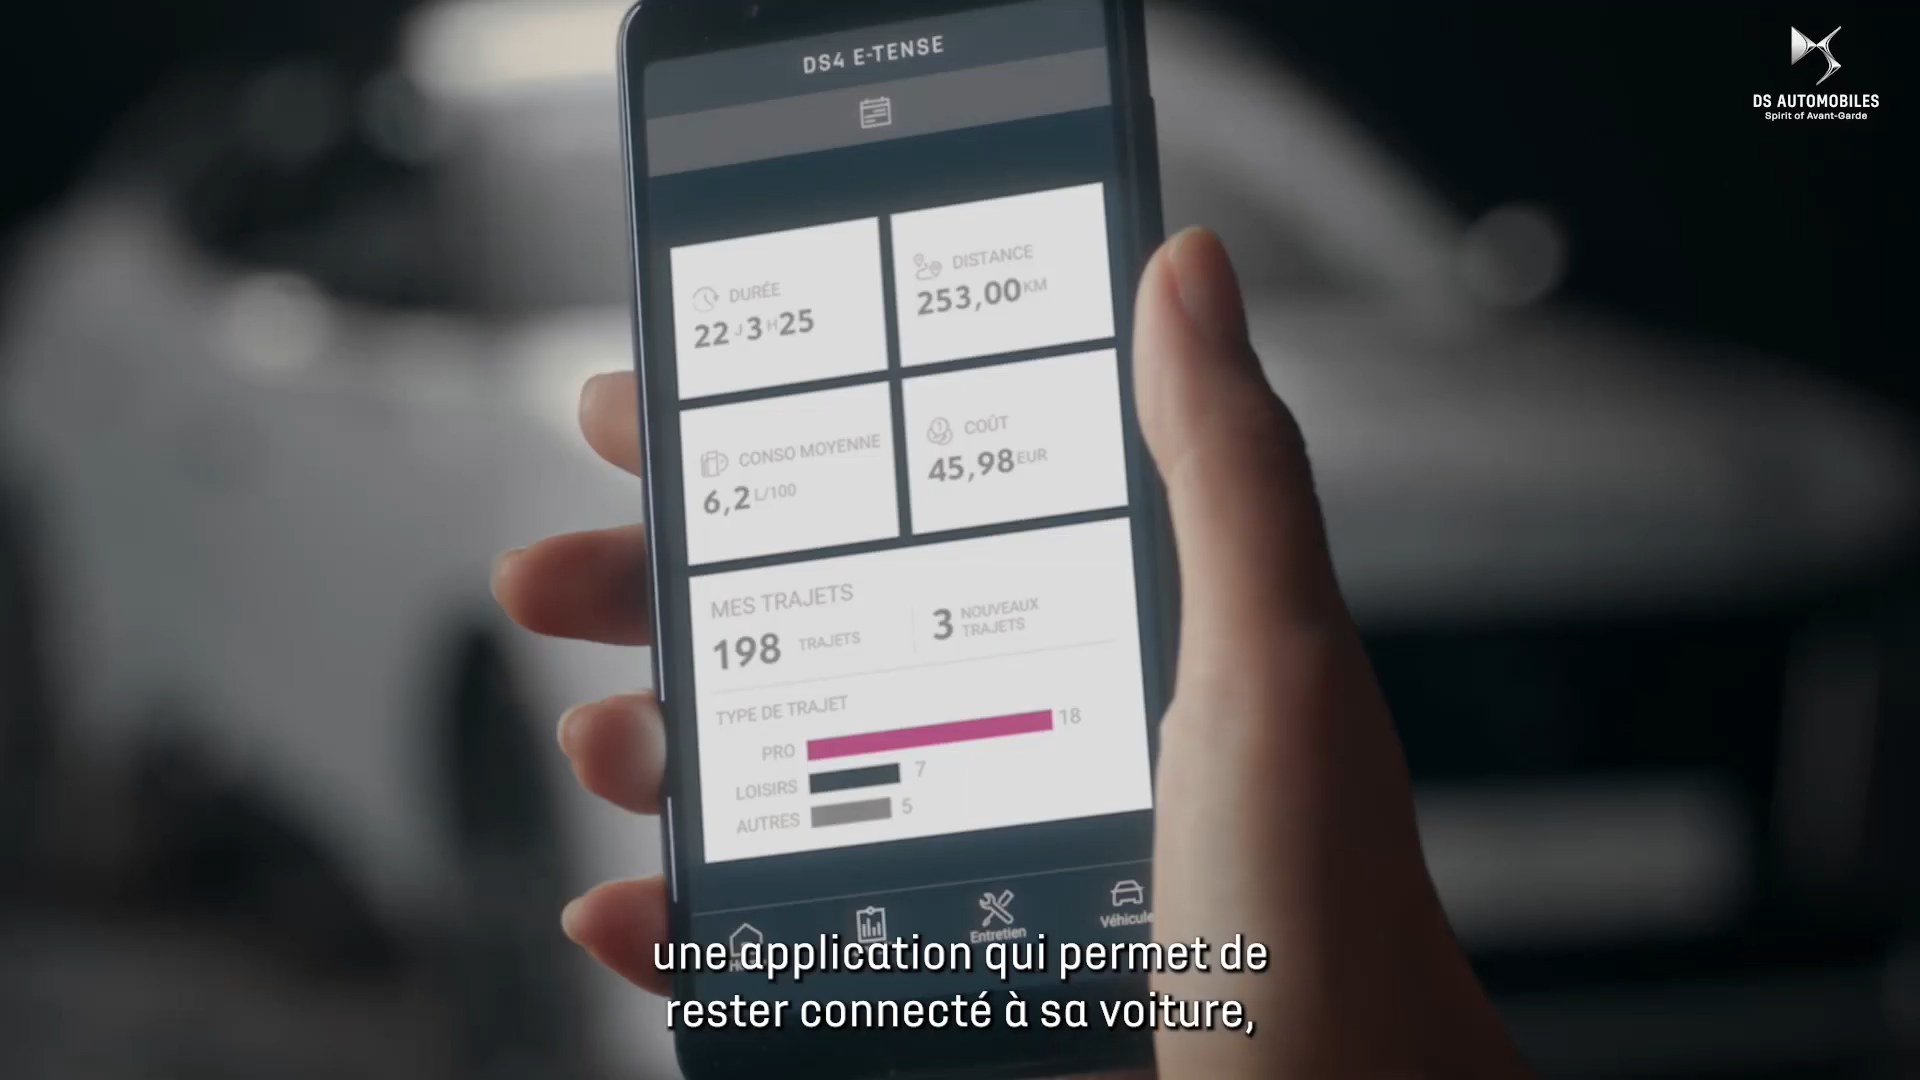 DS4 E-TENSE
DS AUTOMOBILES
Spirit of Avant-Garde
DURÉE
22 J 3 H 25
DISTANCE
253,00 KM
CONSO MOYENNE
6,2 L/100
COÛT
45,98 EUR
MES TRAJETS
198 TRAJETS
3 NOUVEAUX
TRAJETS
TYPE DE TRAJET
PRO 18
LOISIRS 7
AUTRES 5
Entretien
Véhicule
une application qui permet de
rester connecté à sa voiture,